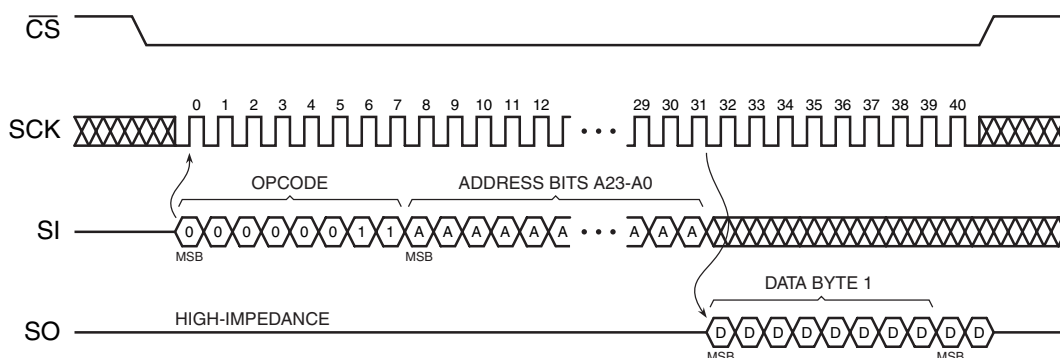 CS
0 1 2 3 4 5 6 7 8 9 10 11 12 29 30 31 32 33 34 35 36 37 38 39 40
SCK
OPCODE ADDRESS BITS A23-A0
SI 0 0 0 0 0 0 1 1 A A A A A A A A A
MSB MSB
DATA BYTE 1
HIGH-IMPEDANCE
SO D D D D D D D D D D
MSB MSB